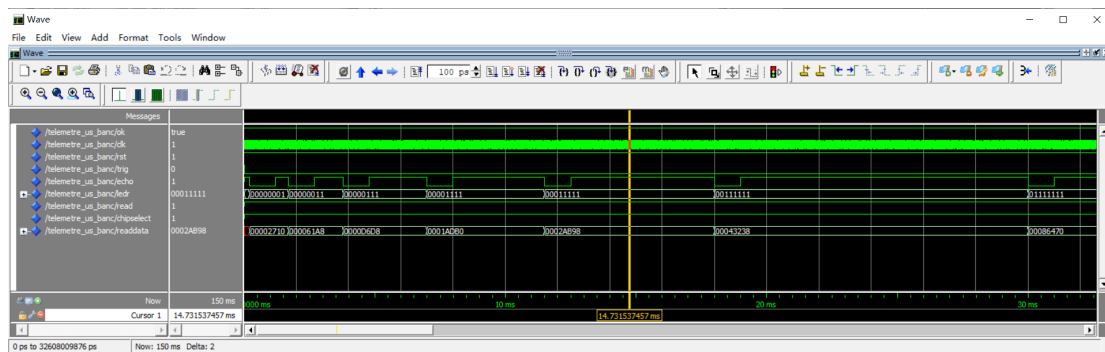 Wave
File Edit View Add Format Tools Window
Wave
100 ps
Messages
/telemetre_us_banc/ok true
/telemetre_us_banc/clk 1
/telemetre_us_banc/rst 1
/telemetre_us_banc/trig 0
/telemetre_us_banc/echo 1
/telemetre_us_banc/ledr 00011111 00000001 00000011 00000111 00001111 00011111 00111111 01111111
/telemetre_us_banc/read 1
/telemetre_us_banc/chipselect 1
/telemetre_us_banc/readdata 0002AB98 00002710 000061A8 0000D6D8 0001ADB0 0002AB98 00043238 00086470
Now 150 ms 0000 ms 10 ms 20 ms 30 ms
Cursor 1 14.731537457 ms 14.731537457 ms
0 ps to 32608009876 ps Now: 150 ms Delta: 2